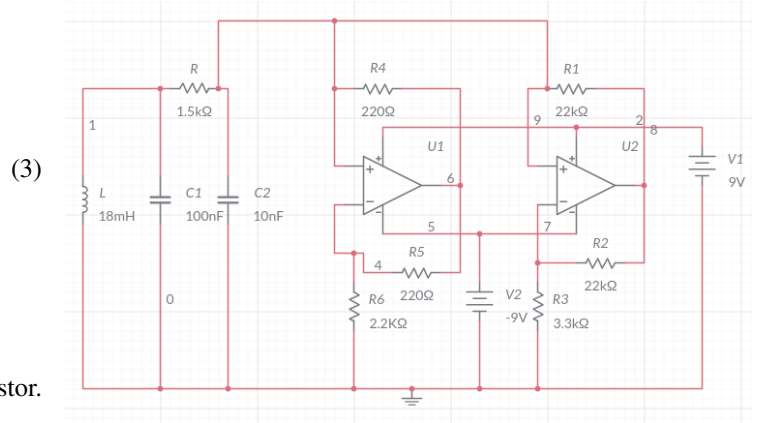 R
1.5kΩ
R4
220Ω
R1
22kΩ
1
9
2
8
U1
U2
V1
9V
(3)
6
L
18mH
C1
100nF
C2
10nF
5
7
R5
4
220Ω
R2
22kΩ
0
R6
2.2KΩ
V2
-9V
R3
3.3kΩ
stor.